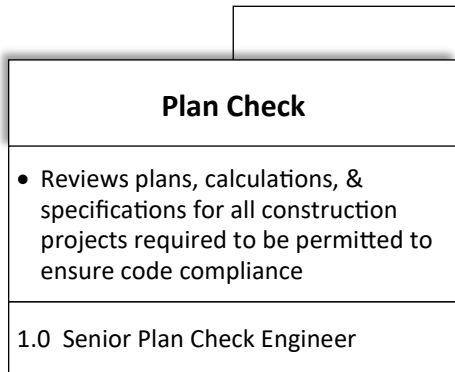 Plan Check
• Reviews plans, calculations, &
specifications for all construction
projects required to be permitted to
ensure code compliance
1.0 Senior Plan Check Engineer